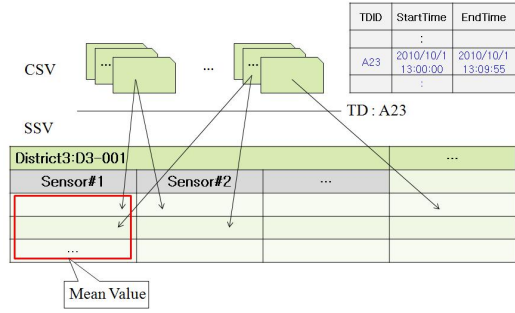 TDID StartTime EndTime
:
A23 2010/10/1 13:00:00 2010/10/1 13:09:55
:
CSV
...
...
...
TD : A23
SSV
District3:D3-001 ...
Sensor#1 Sensor#2 ...
...
Mean Value